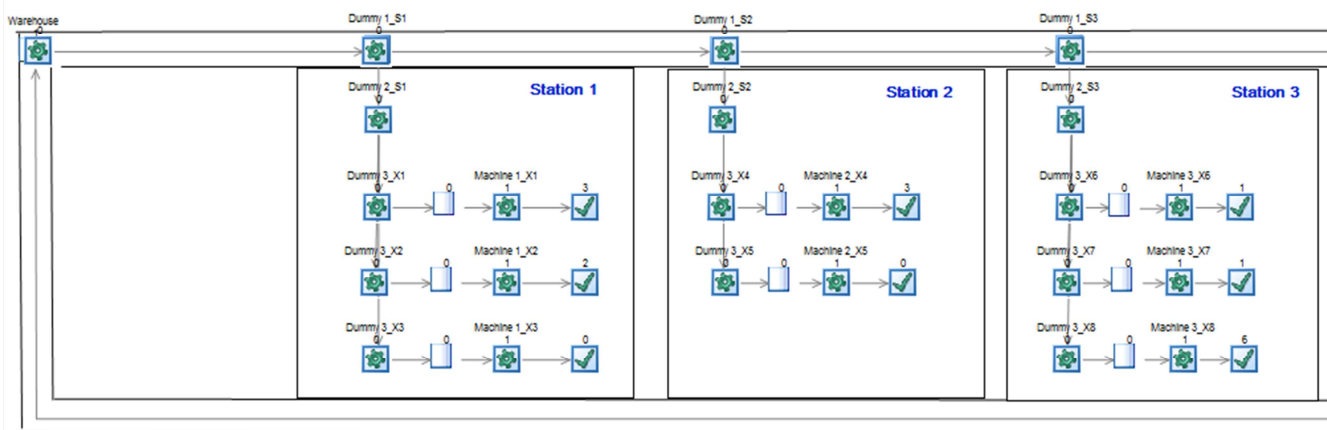 Warehouse Dummy 1_S1 Dummy 1_S2 Dummy 1_S3
0 0 0 0
Dummy 2_S1 Station 1 Dummy 2_S2 Station 2 Dummy 2_S3 Station 3
0 0 0
Dummy 3_X1 Machine 1_X1 Dummy 3_X4 Machine 2_X4 Dummy 3_X6 Machine 3_X6
0 0 1 3 0 0 1 3 0 0 1 1
Dummy 3_X2 Machine 1_X2 Dummy 3_X5 Machine 2_X5 Dummy 3_X7 Machine 3_X7
0 0 1 2 0 0 1 0 0 0 1 1
Dummy 3_X3 Machine 1_X3 Dummy 3_X8 Machine 3_X8
0 0 1 0 0 0 1 6